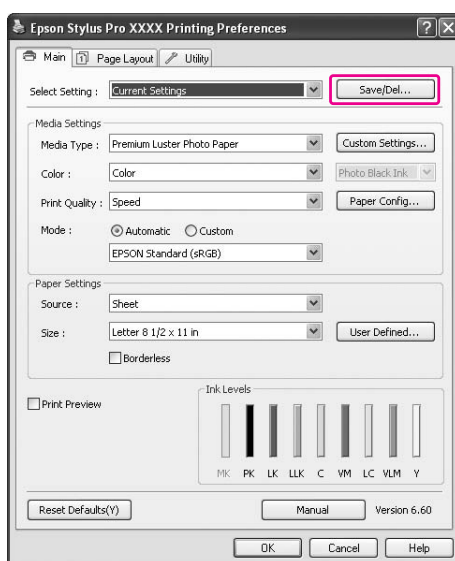 Epson Stylus Pro XXXX Printing Preferences
Main Page Layout Utility
Select Setting : Current Settings Save/Del...
Media Settings
Media Type : Premium Luster Photo Paper Custom Settings...
Color : Color Photo Black Ink
Print Quality : Speed Paper Config...
Mode : Automatic Custom
EPSON Standard (sRGB)
Paper Settings
Source : Sheet
Size : Letter 8 1/2 x 11 in User Defined...
Borderless
Print Preview
Ink Levels
MK PK LK LLK C VM LC VLM Y
Reset Defaults(Y) Manual Version 6.60
OK Cancel Help